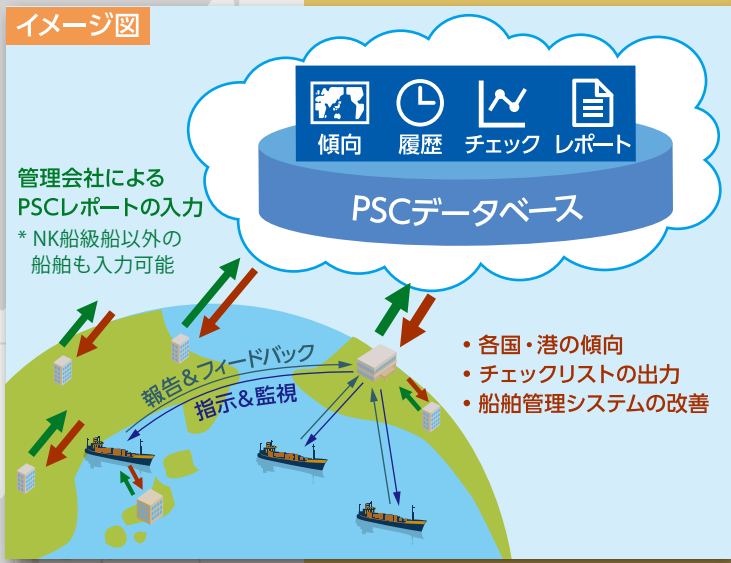 イメージ図
傾向 履歴 チェック レポート
PSCデータベース
管理会社による
PSCレポートの入力
* NK船級船以外の
船舶も入力可能
・各国・港の傾向
・チェックリストの出力
・船舶管理システムの改善
報告&フィードバック
指示&監視